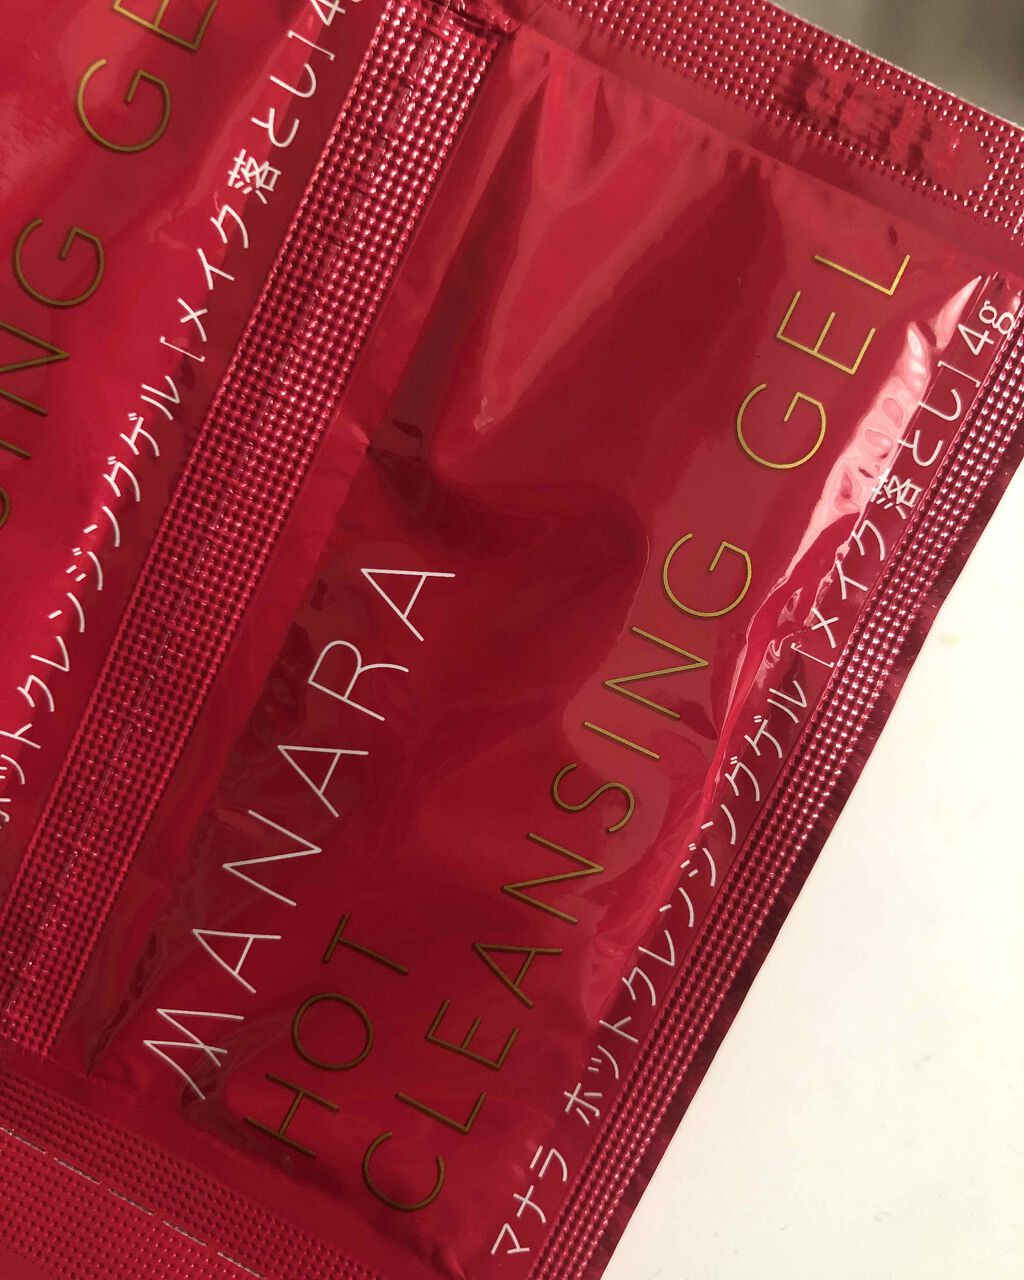 MANARA
HOT
CLEANSING GEL
マナラ ホットクレンジングゲル [メイク落とし] 4g
SING GE
ホットクレンジングゲル [メイク落とし] 4g